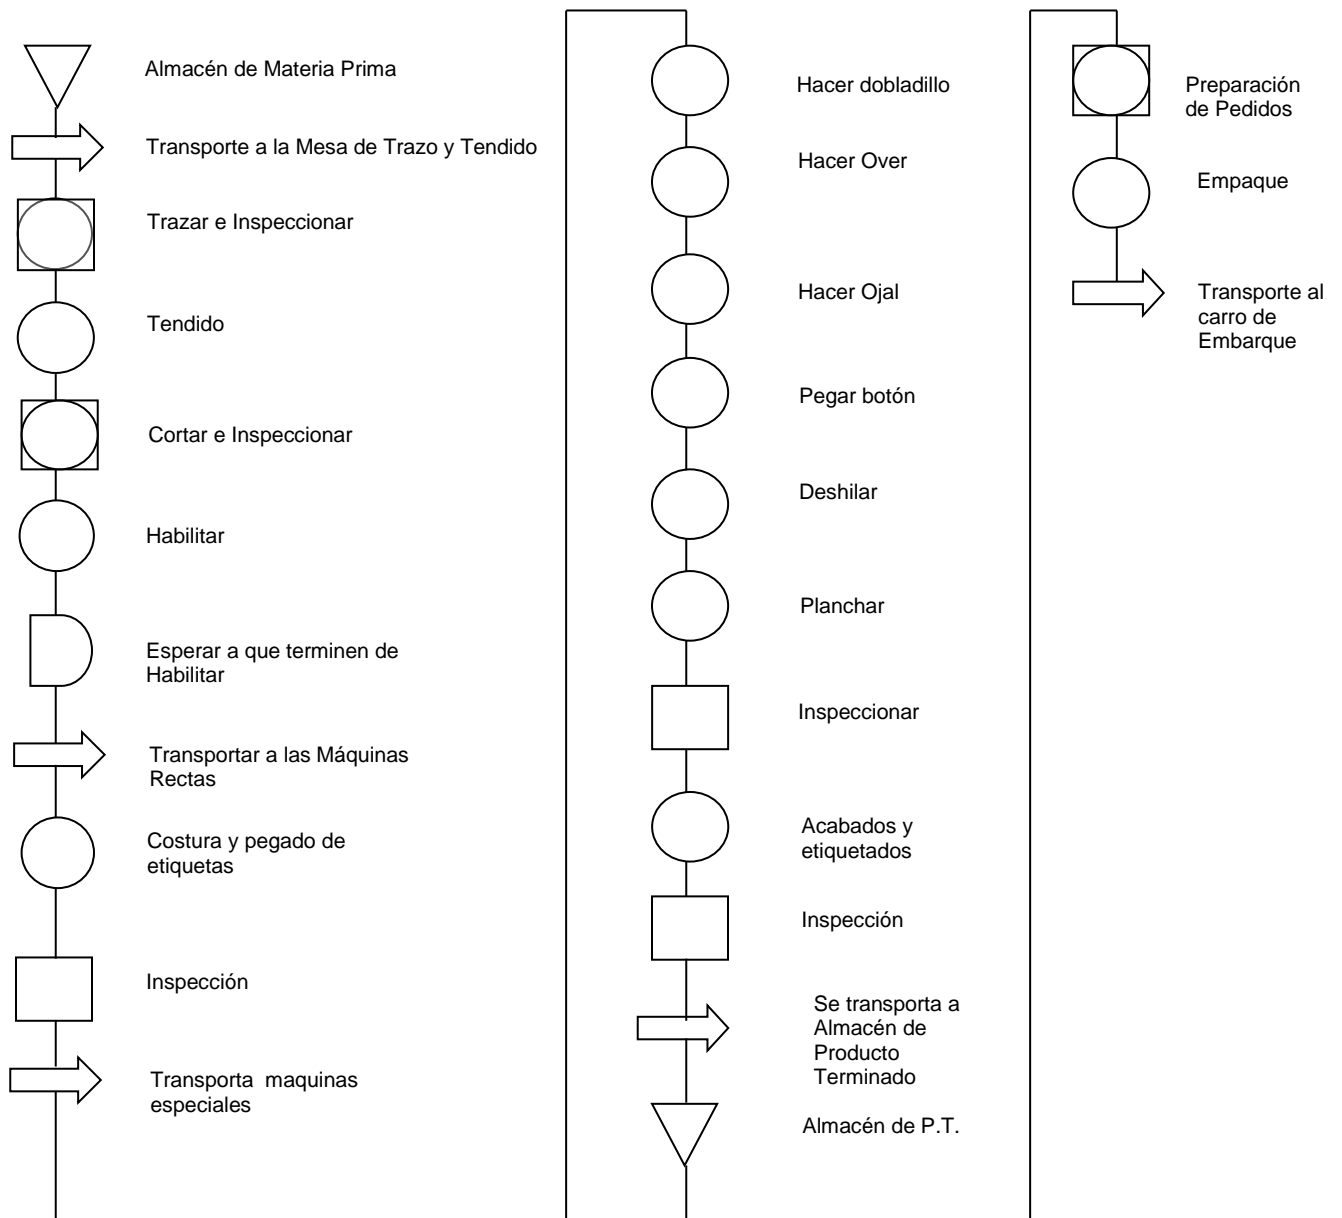 Almacén de Materia Prima
Transporte a la Mesa de Trazo y Tendido
Trazar e Inspeccionar
Tendido
Cortar e Inspeccionar
Habilitar
Esperar a que terminen de
Habilitar
Transportar a las Máquinas
Rectas
Costura y pegado de
etiquetas
Inspección
Transporta  maquinas
especiales
Hacer dobladillo
Hacer Over
Hacer Ojal
Pegar botón
Deshilar
Planchar
Inspeccionar
Acabados y
etiquetados
Inspección
Se transporta a
Almacén de
Producto
Terminado
Almacén de P.T.
Preparación
de Pedidos
Empaque
Transporte al
carro de
Embarque